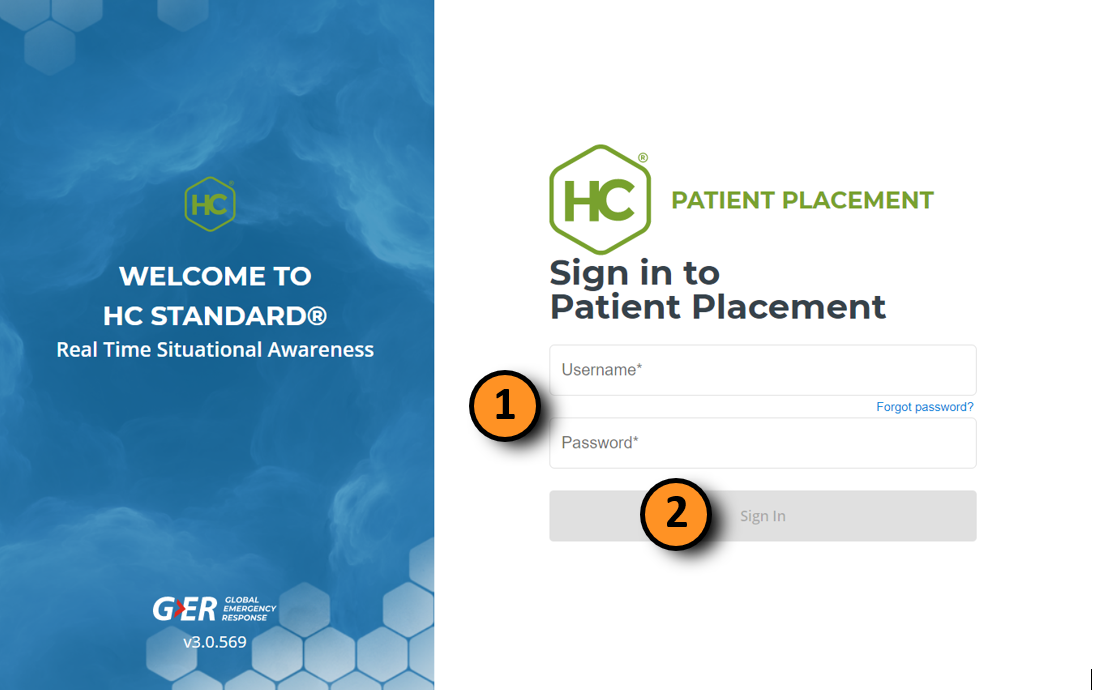 HC
WELCOME TO
HC STANDARD®
Real Time Situational Awareness
GER
GLOBAL
EMERGENCY
RESPONSE
v3.0.569
HC®
PATIENT PLACEMENT
Sign in to
Patient Placement
Username*
1
Forgot password?
Password*
2
Sign In